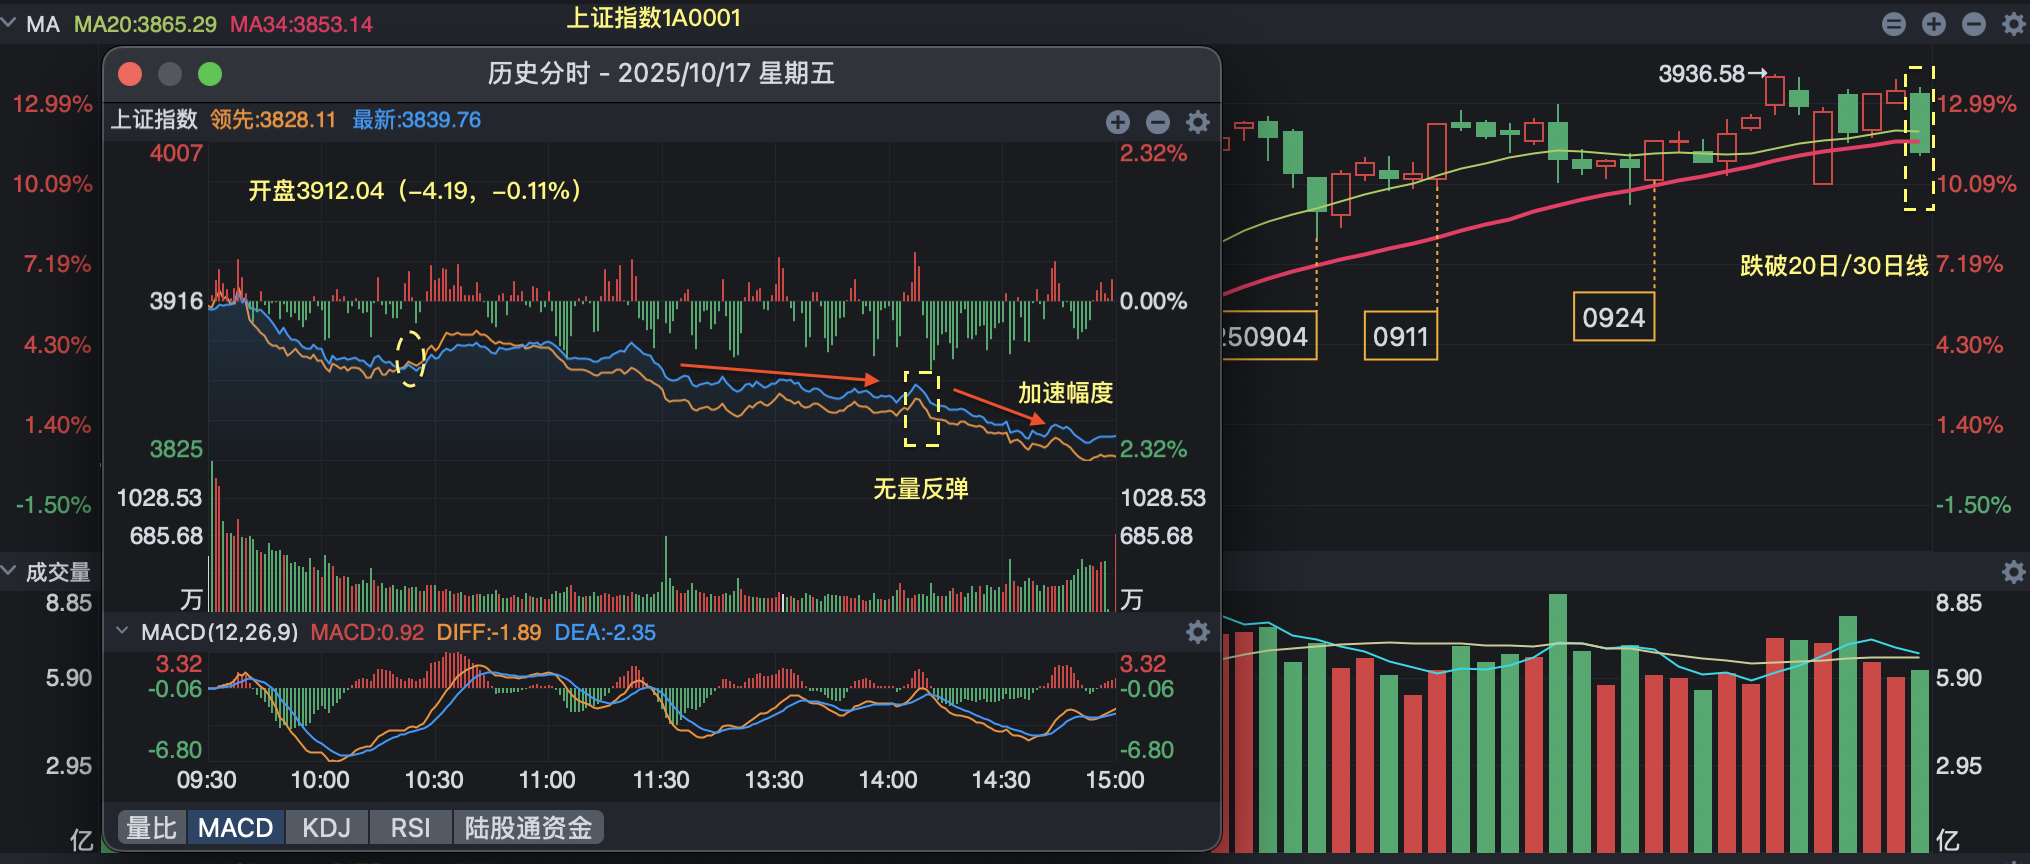 MA MA20:3865.29 MA34:3853.14
上证指数1A0001
历史分时 - 2025/10/17 星期五
上证指数 领先:3828.11 最新:3839.76
4007
2.32%
开盘3912.04（-4.19，-0.11%）
3916
0.00%
加速幅度
3825
2.32%
无量反弹
1028.53
1028.53
685.68
685.68
万
万
MACD(12,26,9) MACD:0.92 DIFF:-1.89 DEA:-2.35
3.32
3.32
-0.06
-0.06
-6.80
-6.80
09:30 10:00 10:30 11:00 11:30 13:30 14:00 14:30 15:00
量比 MACD KDJ RSI 陆股通资金
12.99%
10.09%
7.19%
4.30%
1.40%
-1.50%
成交量
8.85
5.90
2.95
亿
3936.58→
12.99%
10.09%
跌破20日/30日线
7.19%
250904
0911
0924
4.30%
1.40%
-1.50%
8.85
5.90
2.95
亿